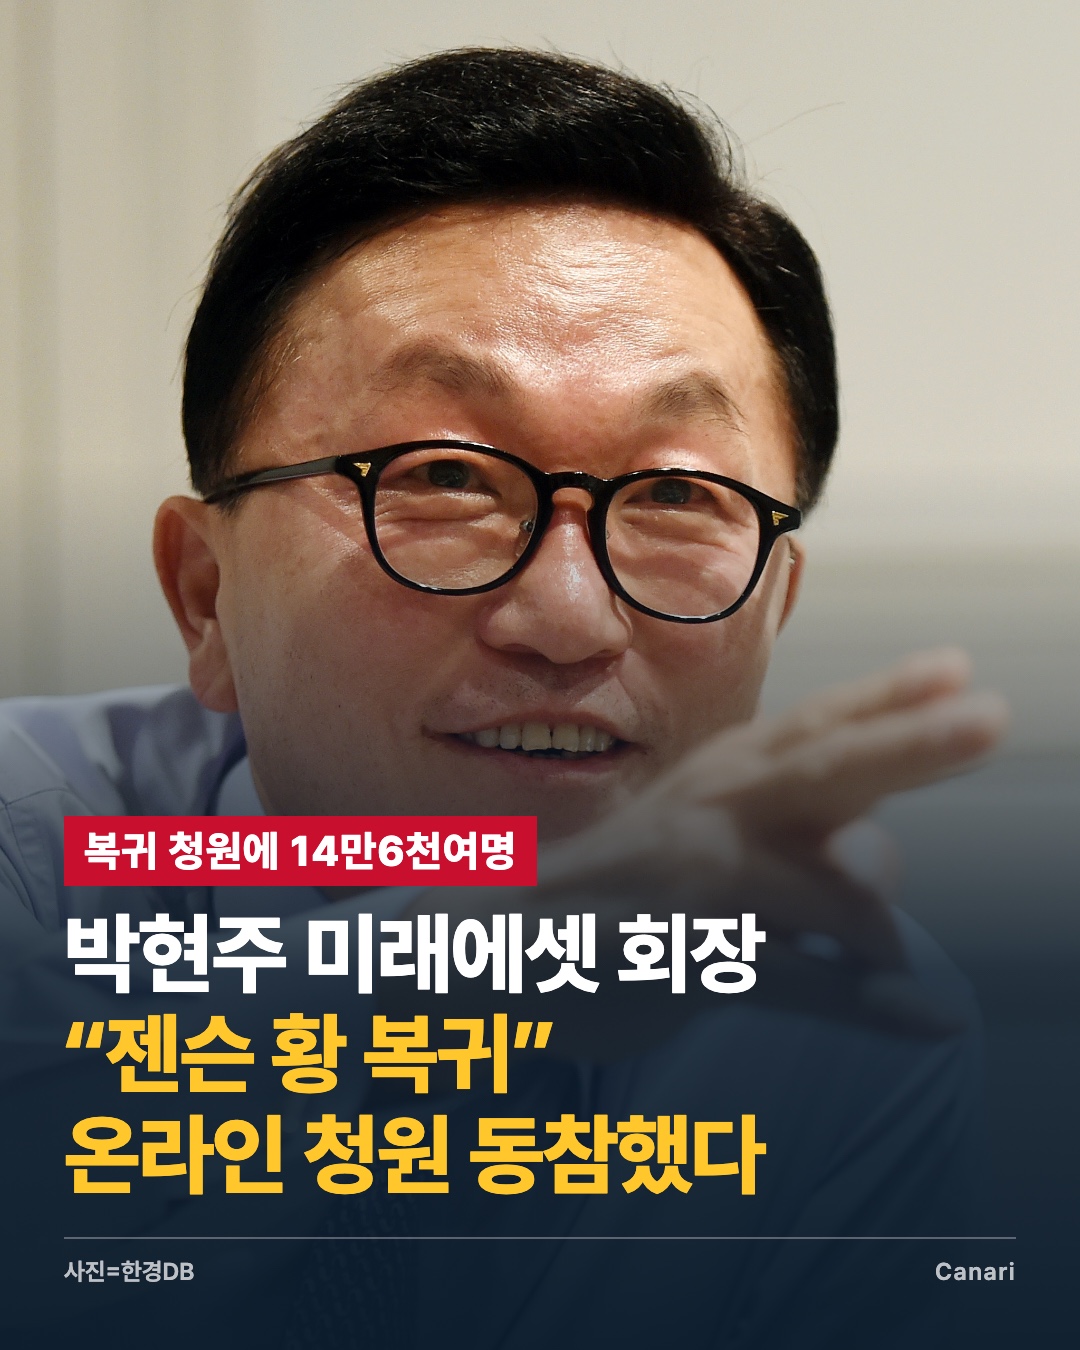 복귀 청원에 14만6천여명
박현주 미래에셋 회장
“젠슨 황 복귀”
온라인 청원 동참했다
사진=한경DB
Canari